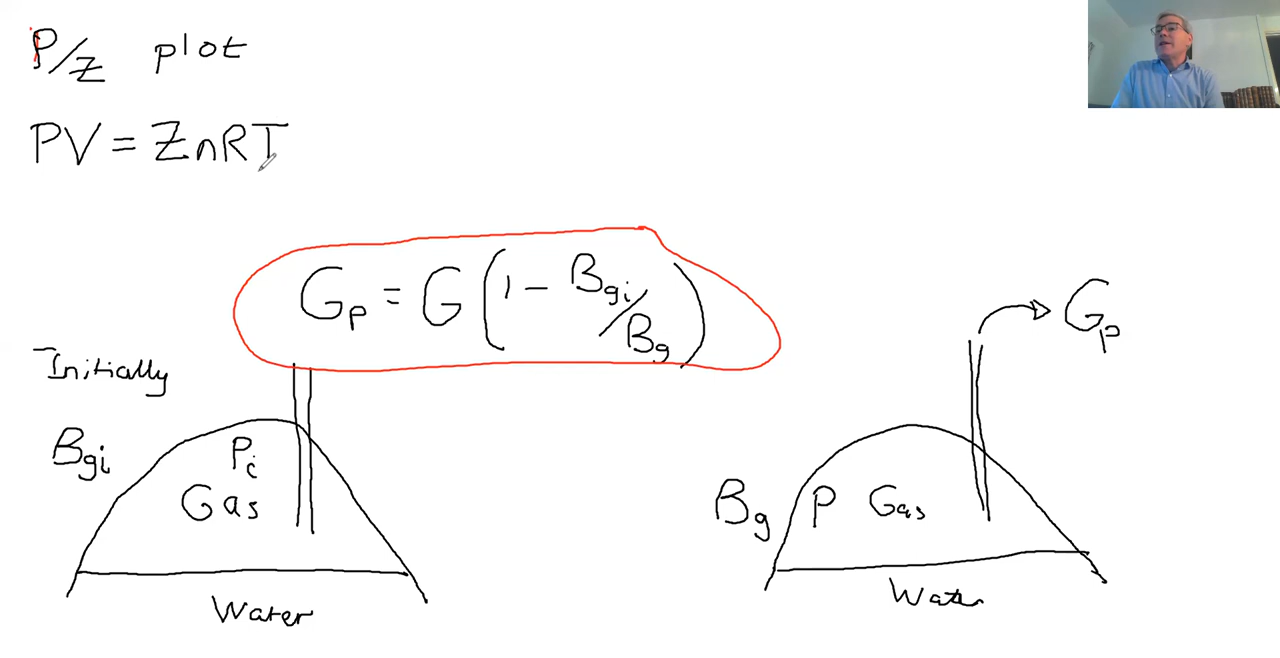 P/Z plot
PV = ZnRT
Gp = G (1 - Bgi/Bg)
Initially
Bgi
Pi
Gas
Water
Gp
Bg
P Gas
Water